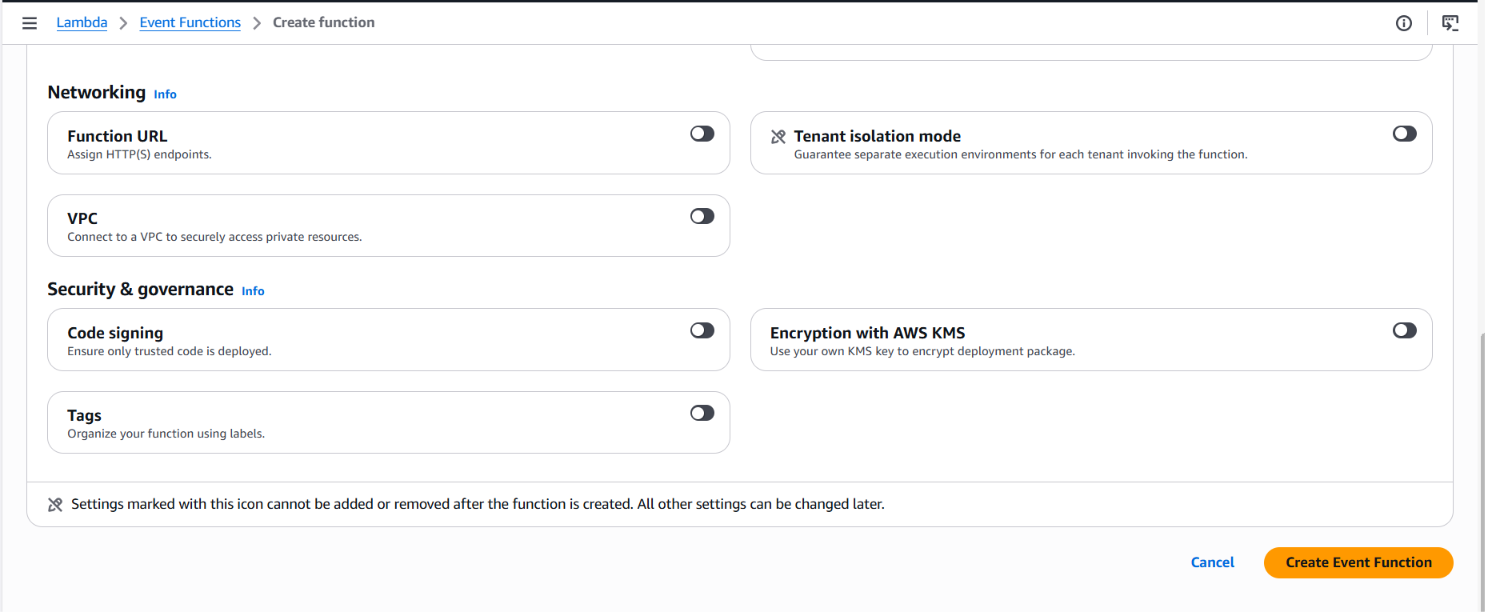 Lambda Event Functions Create function
Networking Info
Function URL
Assign HTTP(S) endpoints.
Tenant isolation mode
Guarantee separate execution environments for each tenant invoking the function.
VPC
Connect to a VPC to securely access private resources.
Security & governance Info
Code signing
Ensure only trusted code is deployed.
Encryption with AWS KMS
Use your own KMS key to encrypt deployment package.
Tags
Organize your function using labels.
Settings marked with this icon cannot be added or removed after the function is created. All other settings can be changed later.
Cancel Create Event Function